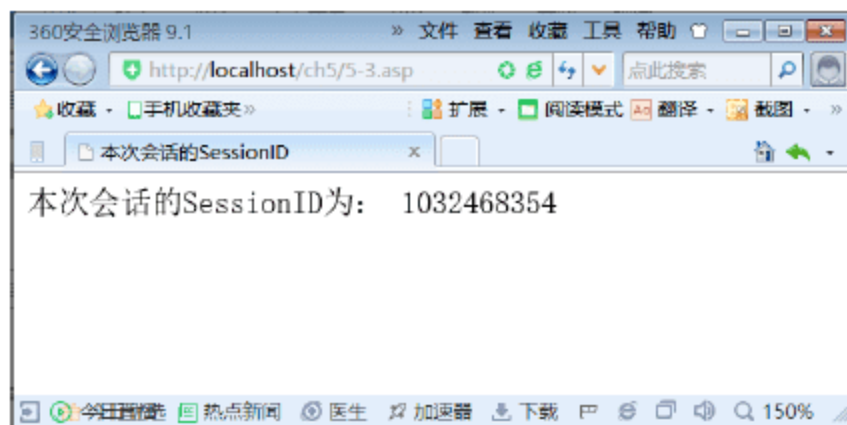 360安全浏览器 9.1 » 文件 查看 收藏 工具 帮助
http://localhost/ch5/5-3.asp 点此搜索
收藏 手机收藏夹 » 扩展 阅读模式 翻译 截图 »
本次会话的SessionID ×
本次会话的SessionID为： 1032468354
热点新闻 医生 加速器 下载 150%